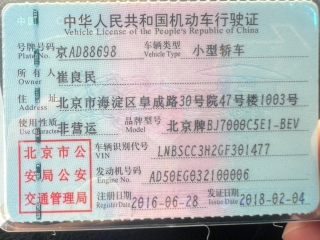 中华人民共和国机动车行驶证
Vehicle License of the People's Republic of China
号牌号码 京AD88698 车辆类型 小型轿车
Plate No. Vehicle Type
所有人 崔良民
Owner
住址 北京市海淀区阜成路30号院47号楼1003号
使用性质 非营运 品牌型号 北京牌BJ7000C5E1-BEV
Use Character
北京市公 车辆识别代号 LNBSCC3H2GF301477
VIN
安局公安 发动机号码 AD50EG032100006
Engine No.
交通管理局 注册日期 2016-06-28 发证日期 2018-02-04
Register Date Issue Date